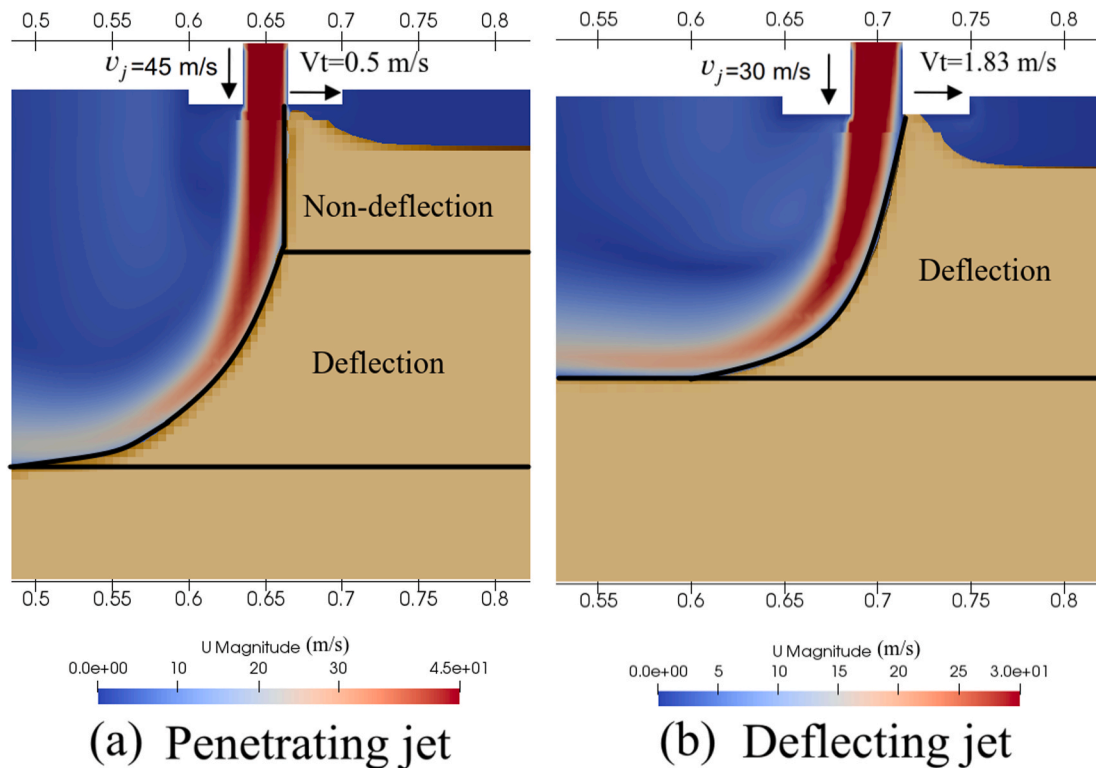 0.5 0.55 0.6 0.65 0.7 0.75 0.8
v_j=45 m/s
Vt=0.5 m/s
Non-deflection
Deflection
0.5 0.55 0.6 0.65 0.7 0.75 0.8
U Magnitude (m/s)
0.0e+00 10 20 30 4.5e+01
(a) Penetrating jet
0.55 0.6 0.65 0.7 0.75 0.8
v_j=30 m/s
Vt=1.83 m/s
Deflection
0.55 0.6 0.65 0.7 0.75 0.8
U Magnitude (m/s)
0.0e+00 5 10 15 20 25 3.0e+01
(b) Deflecting jet